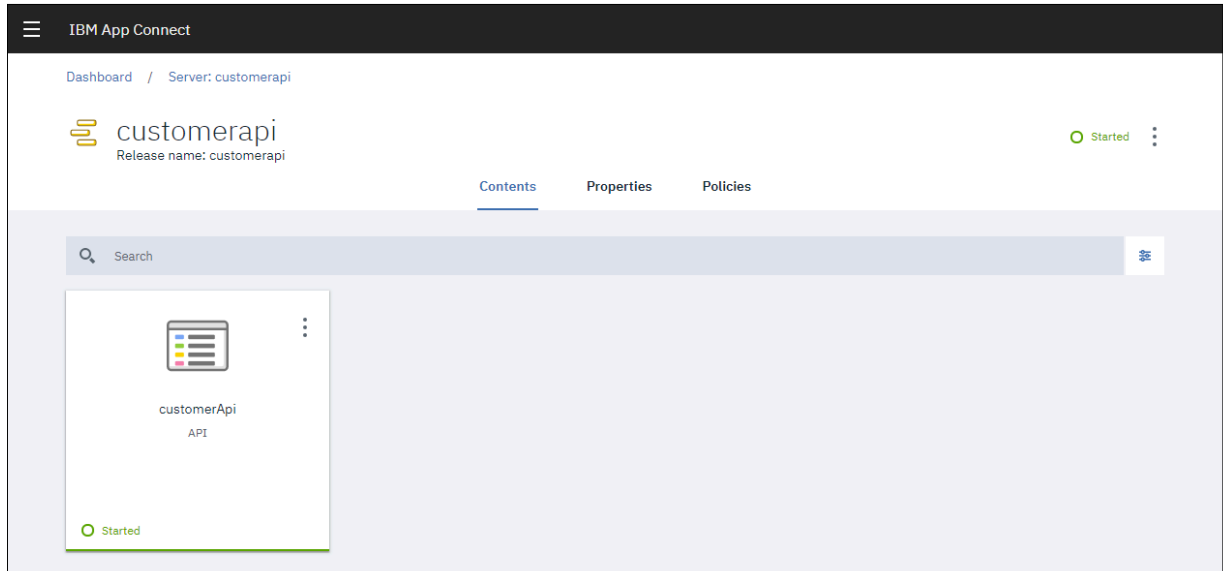 IBM App Connect
Dashboard / Server: customerapi
customerapi
Release name: customerapi
Started
Contents Properties Policies
Search
customerApi
API
Started